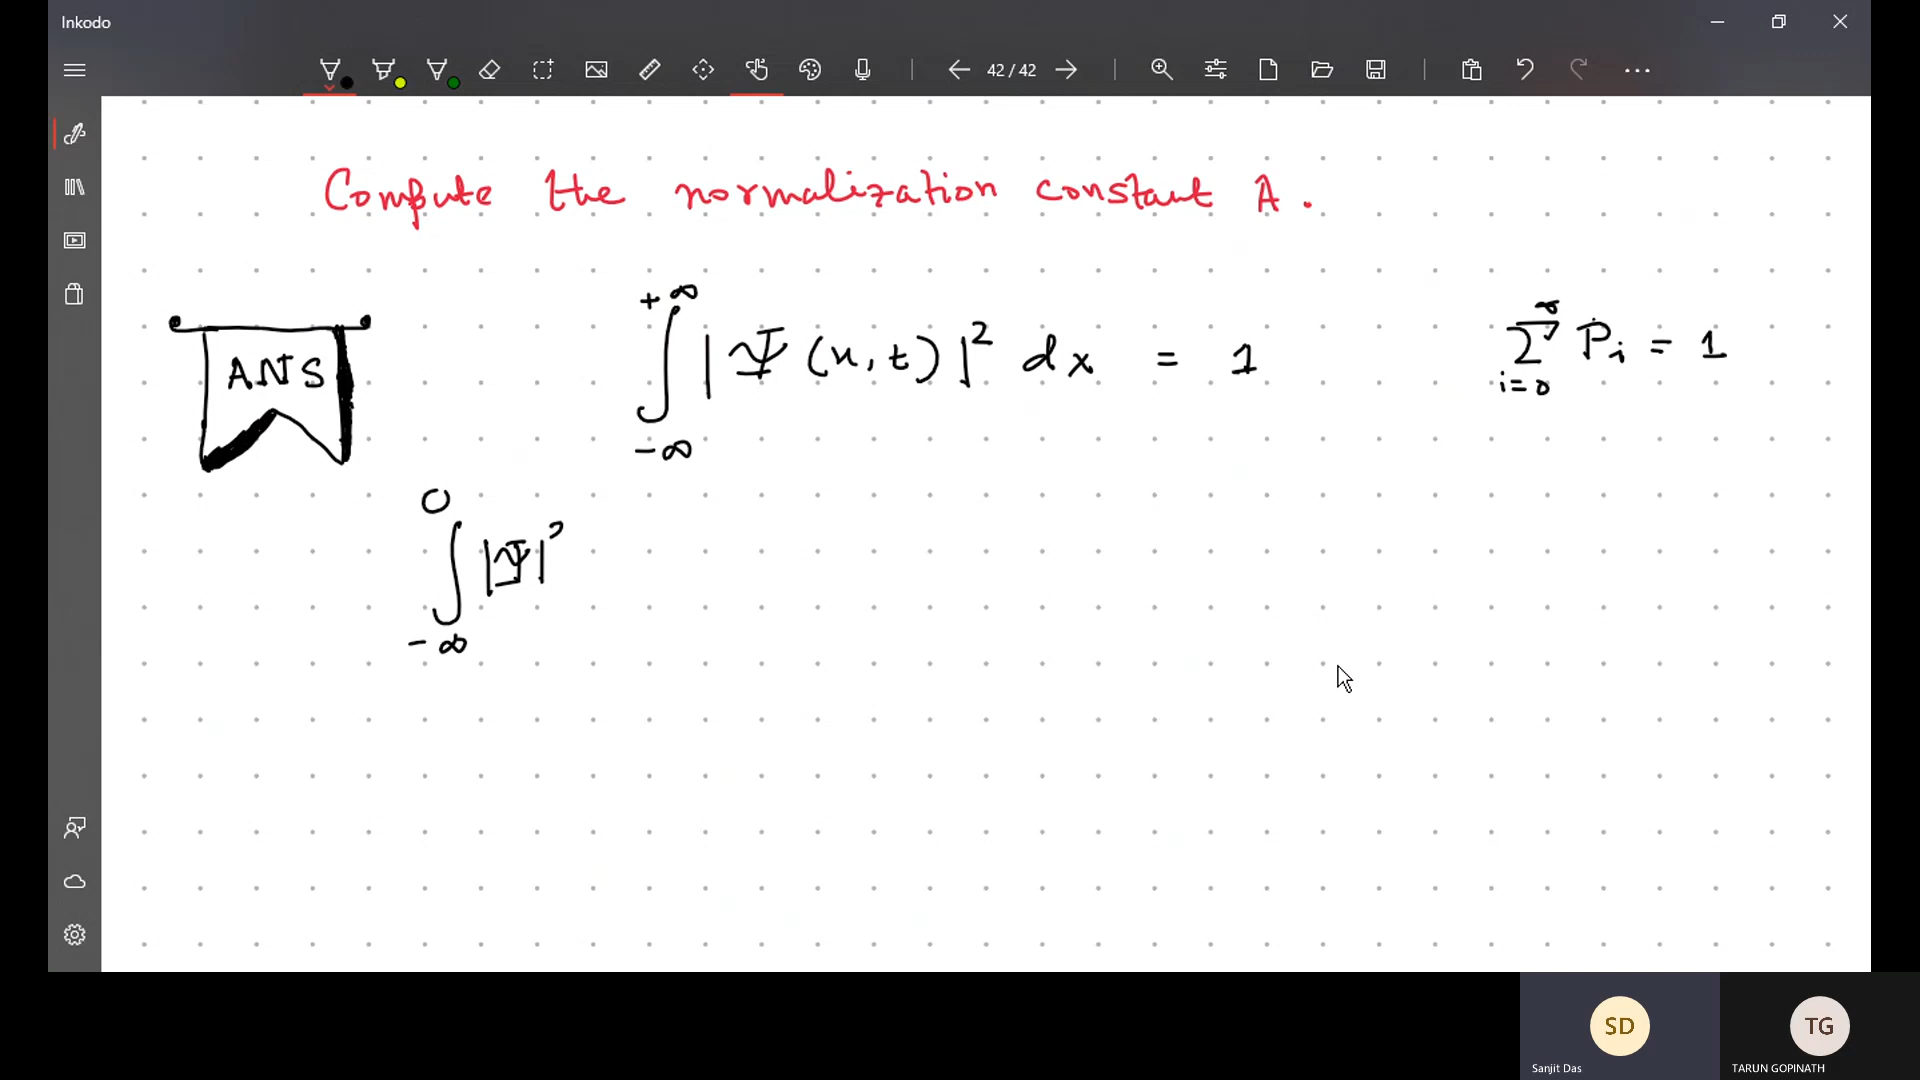 Inkodo
42 / 42
Compute the normalization constant A.
ANS
+∞ ∫ -∞ |Ψ(x,t)|² dx = 1
∞ Σ i=0 Pi = 1
0 ∫ -∞ |Ψ|²
SD
TG
Sanjit Das
TARUN GOPINATH